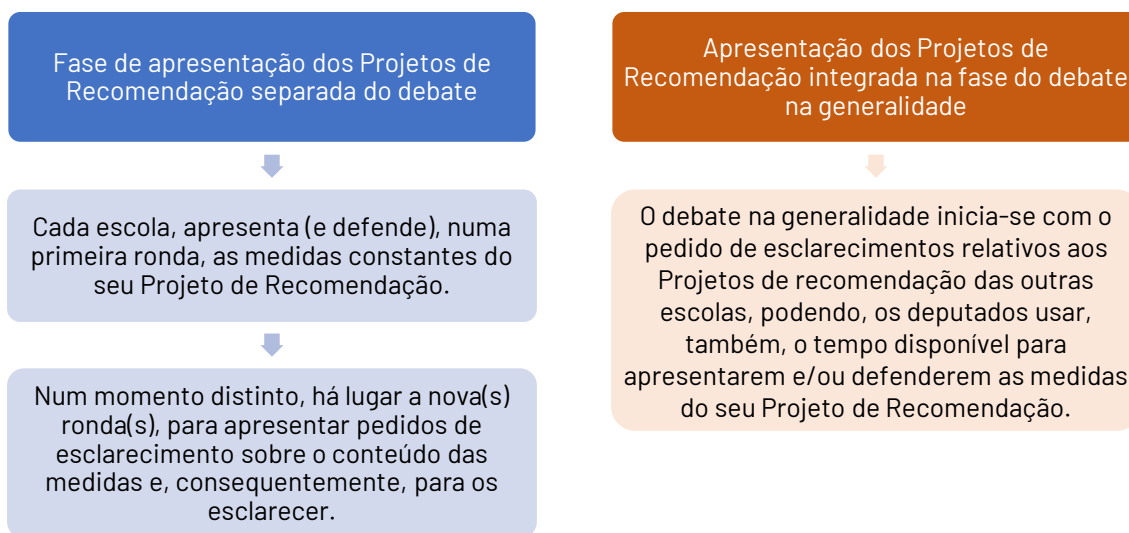 Fase de apresentação dos Projetos de
Recomendação separada do debate
Cada escola, apresenta (e defende), numa
primeira ronda, as medidas constantes do
seu Projeto de Recomendação.
Num momento distinto, há lugar a nova(s)
ronda(s), para apresentar pedidos de
esclarecimento sobre o conteúdo das
medidas e, consequentemente, para os
esclarecer.
Apresentação dos Projetos de
Recomendação integrada na fase do debate
na generalidade
O debate na generalidade inicia-se com o
pedido de esclarecimentos relativos aos
Projetos de recomendação das outras
escolas, podendo, os deputados usar,
também, o tempo disponível para
apresentarem e/ou defenderem as medidas
do seu Projeto de Recomendação.